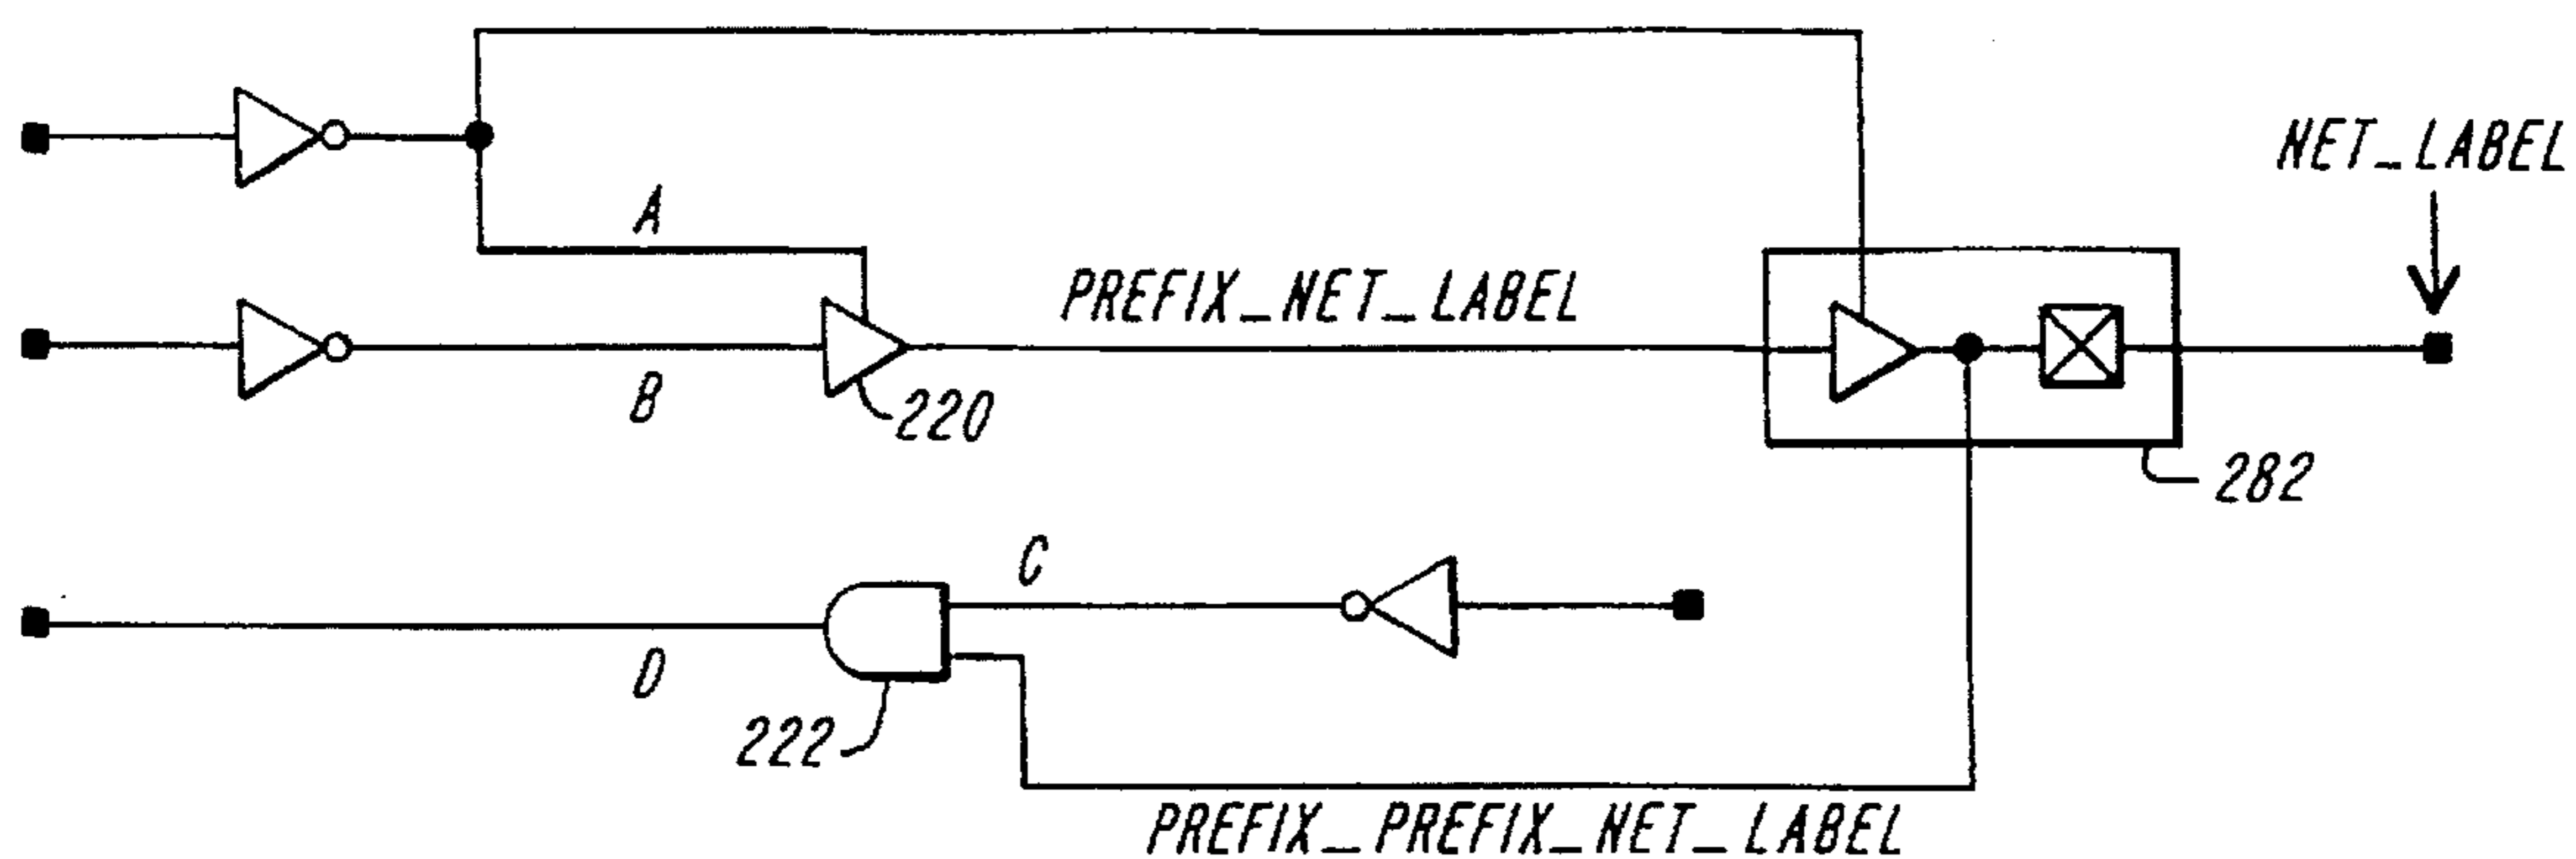 NET_LABEL
A
PREFIX_NET_LABEL
B
220
282
C
D
222
PREFIX_PREFIX_NET_LABEL